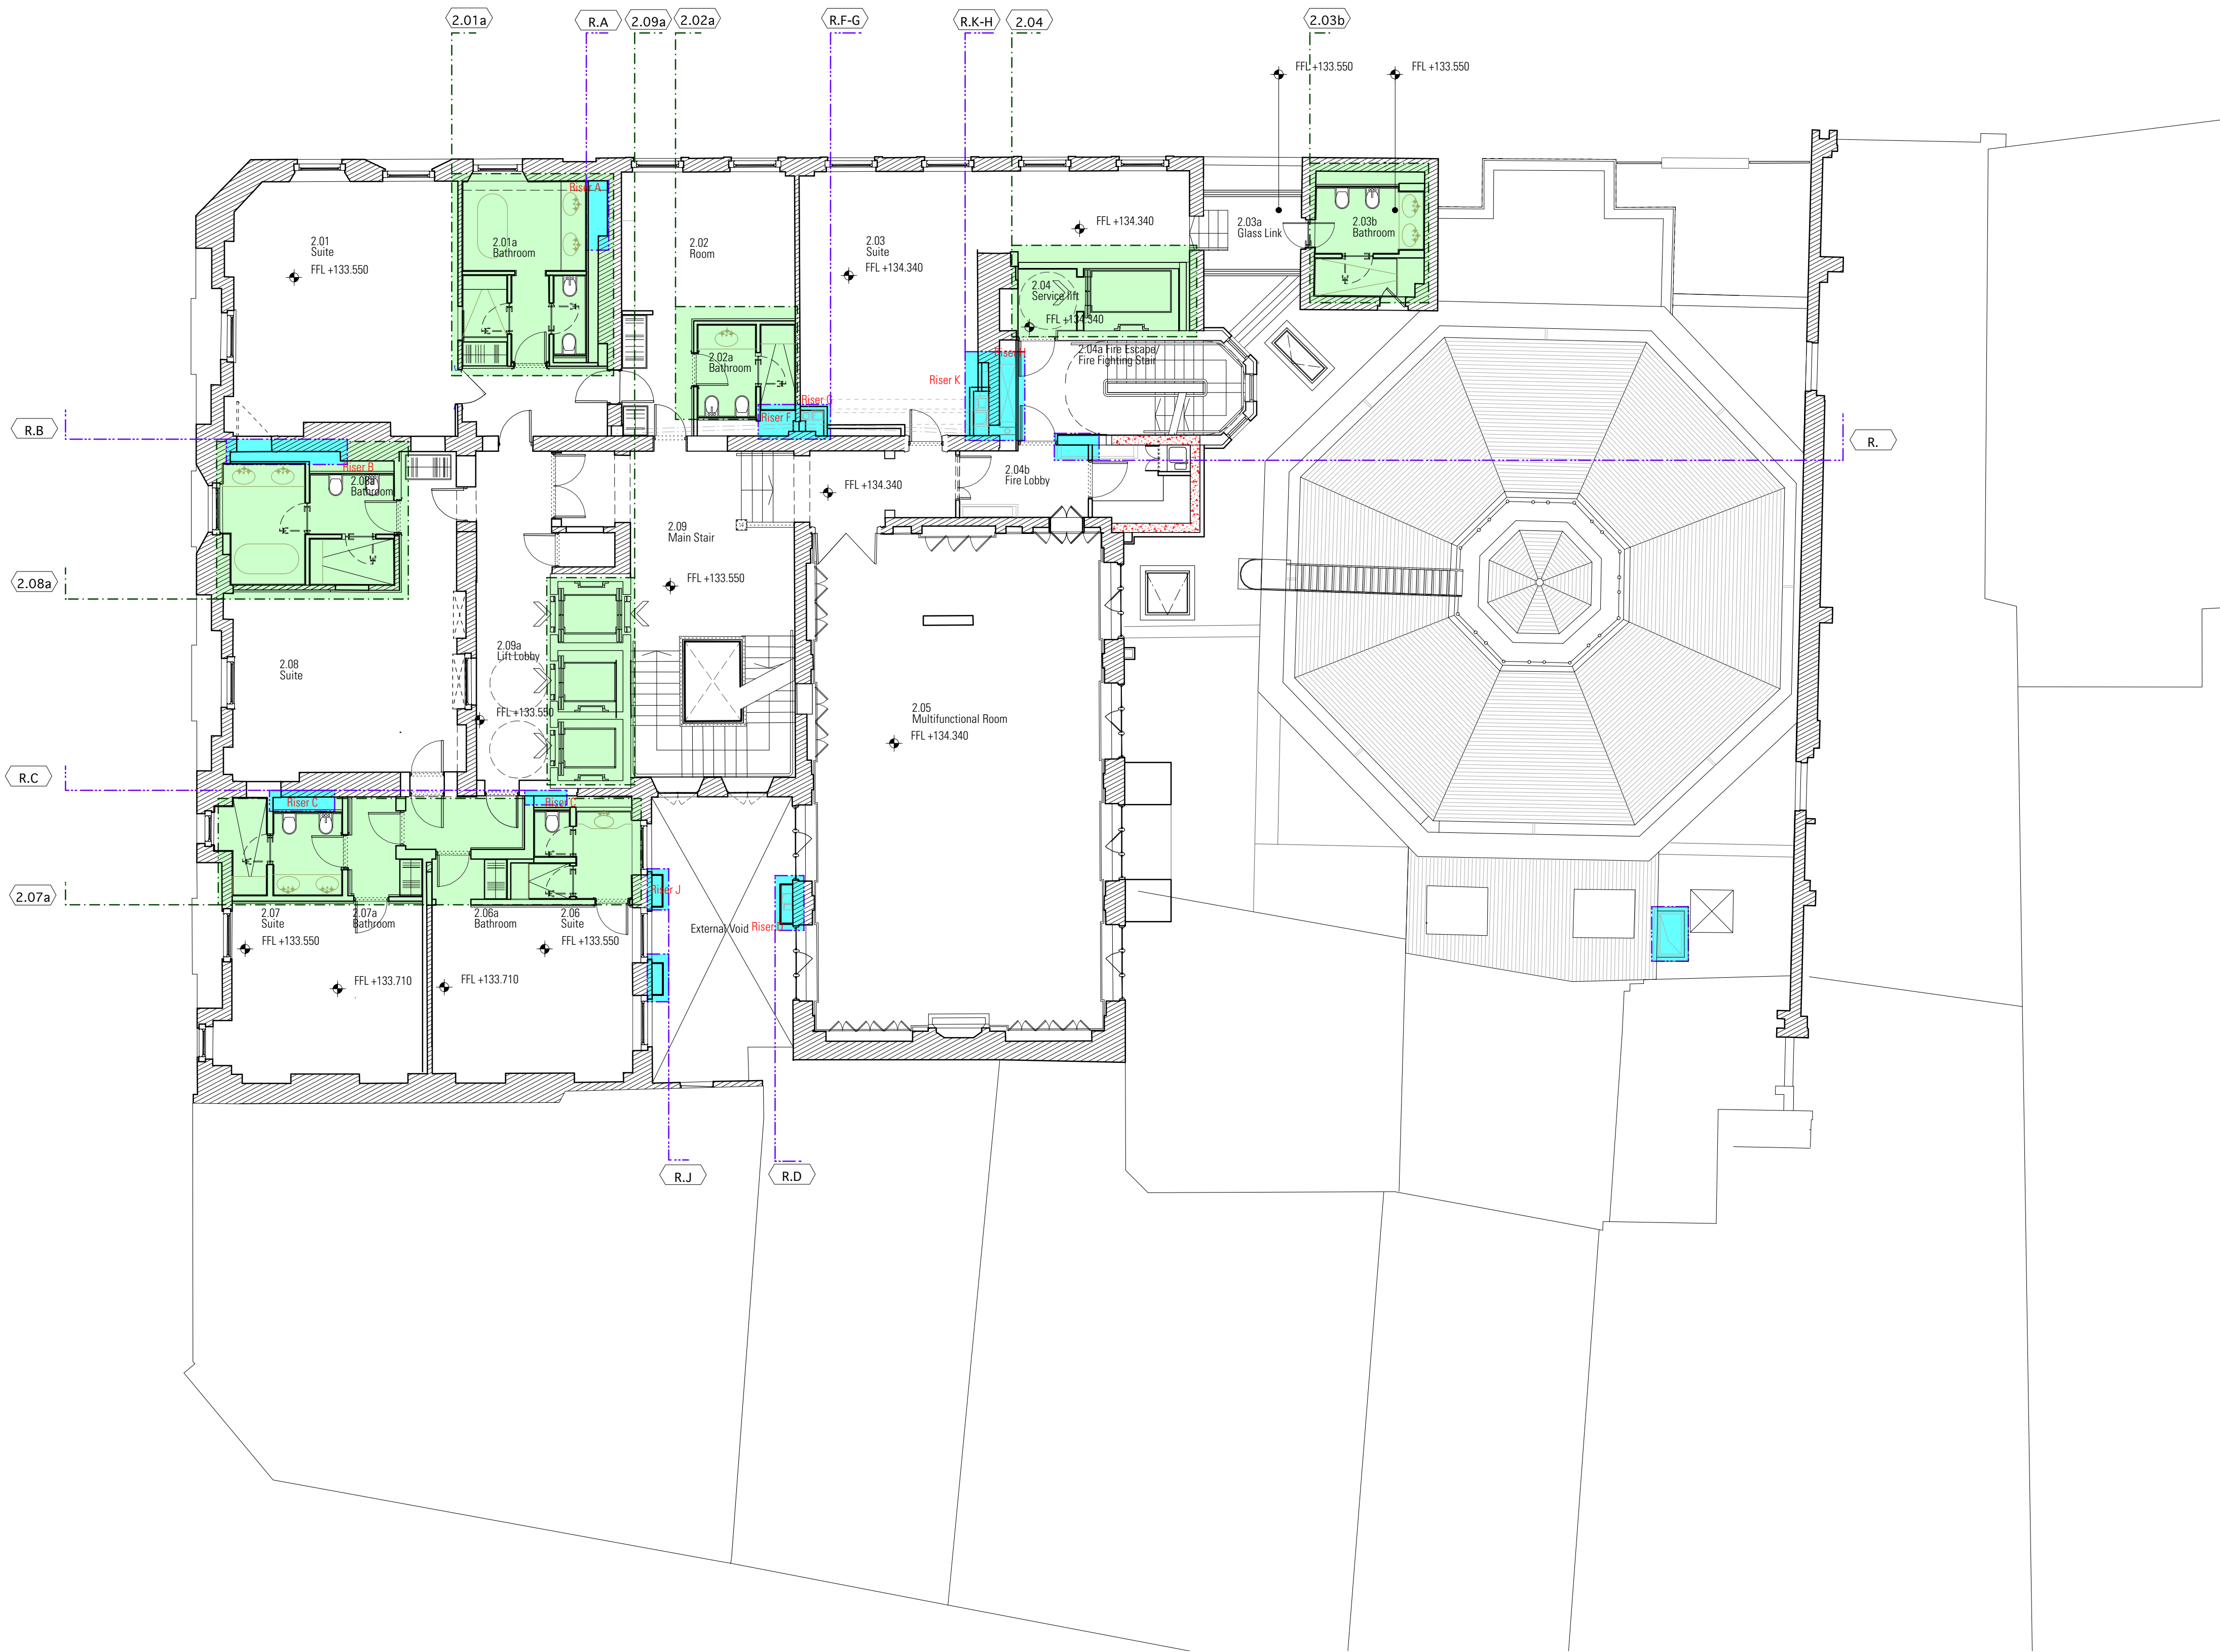 2.01a
R.A
2.09a
2.02a
R.F-G
R.K-H
2.04
2.03b
FFL +133.550
FFL +133.550
Riser A
2.01
Suite
FFL +133.550
2.01a
Bathroom
2.02
Room
2.03
Suite
FFL +134.340
FFL +134.340
2.03a
Glass Link
2.03b
Bathroom
2.04
Service lift
FFL +134.340
2.02a
Bathroom
Riser H
2.04a Fire Escape/
Fire Fighting Stair
Riser K
Riser G
Riser F
R.B
R.
Riser B
2.08a
Bathroom
FFL +134.340
2.04b
Fire Lobby
2.09
Main Stair
2.08a
FFL +133.550
2.09a
Lift Lobby
2.08
Suite
FFL +133.550
2.05
Multifunctional Room
FFL +134.340
R.C
Riser C
Riser C
2.07a
Riser J
2.07
Suite
2.07a
Bathroom
2.06a
Bathroom
2.06
Suite
External Void
Riser D
FFL +133.550
FFL +133.550
FFL +133.710
FFL +133.710
R.J
R.D